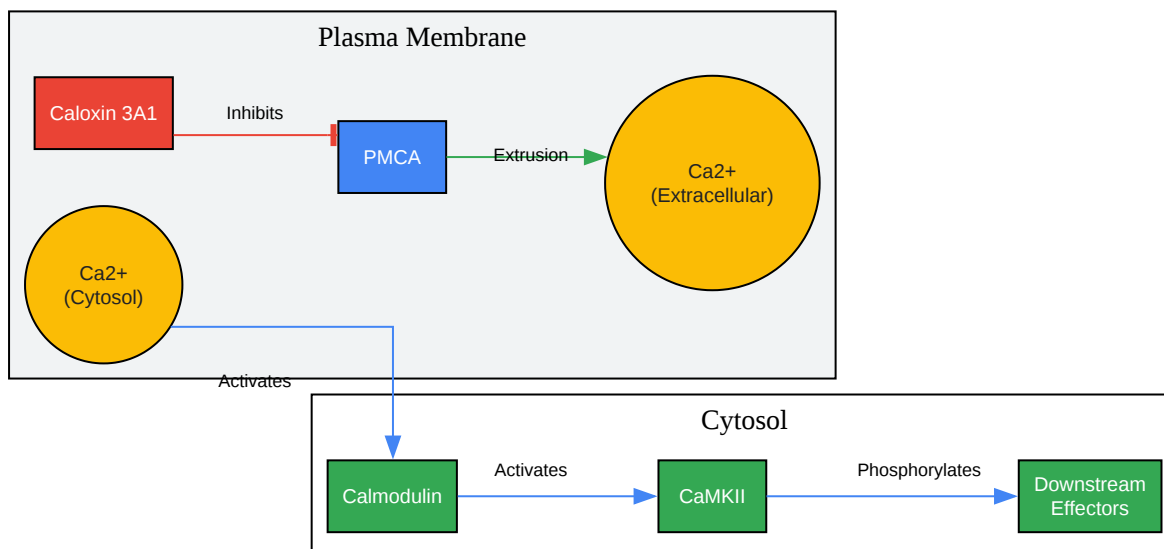 Plasma Membrane
Caloxin 3A1
Inhibits
PMCA
Extrusion
Ca2+
(Extracellular)
Ca2+
(Cytosol)
Activates
Cytosol
Calmodulin
Activates
CaMKII
Phosphorylates
Downstream
Effectors